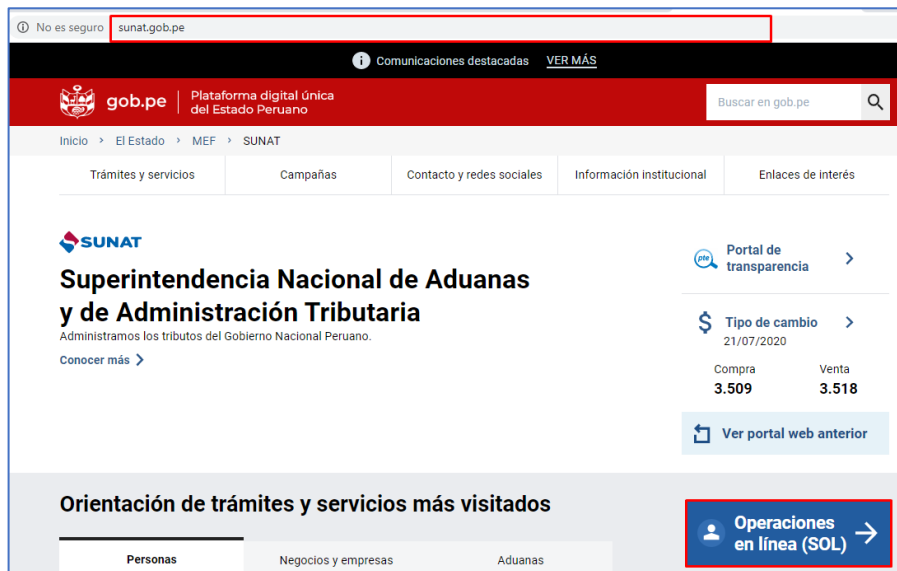 No es seguro sunat.gob.pe
i Comunicaciones destacadas VER MÁS
gob.pe Plataforma digital única
del Estado Peruano
Buscar en gob.pe
Inicio > El Estado > MEF > SUNAT
Trámites y servicios Campañas Contacto y redes sociales Información institucional Enlaces de interés
SUNAT
Superintendencia Nacional de Aduanas
y de Administración Tributaria
Administramos los tributos del Gobierno Nacional Peruano.
Conocer más
pte Portal de
transparencia
$ Tipo de cambio
21/07/2020
Compra Venta
3.509 3.518
Ver portal web anterior
Orientación de trámites y servicios más visitados
Operaciones
en línea (SOL)
Personas Negocios y empresas Aduanas